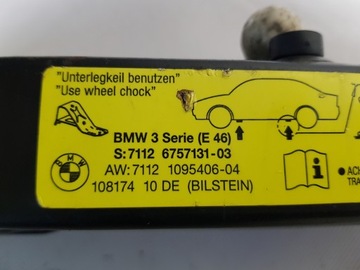 "Unterlegkeil benutzen"
"Use wheel chock"
BMW 3 Serie (E 46)
S: 7112 6757131-03
AW: 7112 1095406-04
108174 10 DE (BILSTEIN)
BMW
i